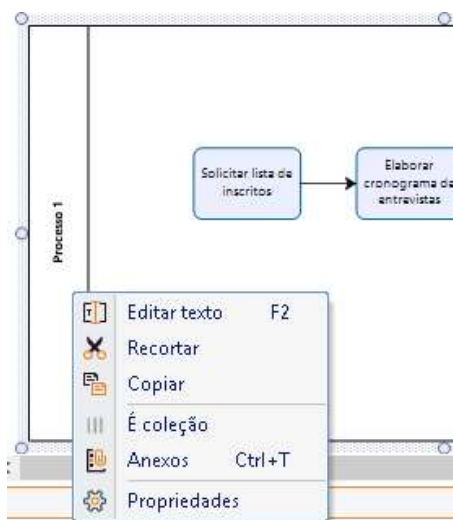 Processo 1
Solicitar lista de
inscritos
Elaborar
cronograma de
entrevistas
Editar texto F2
Recortar
Copiar
É coleção
Anexos Ctrl+T
Propriedades